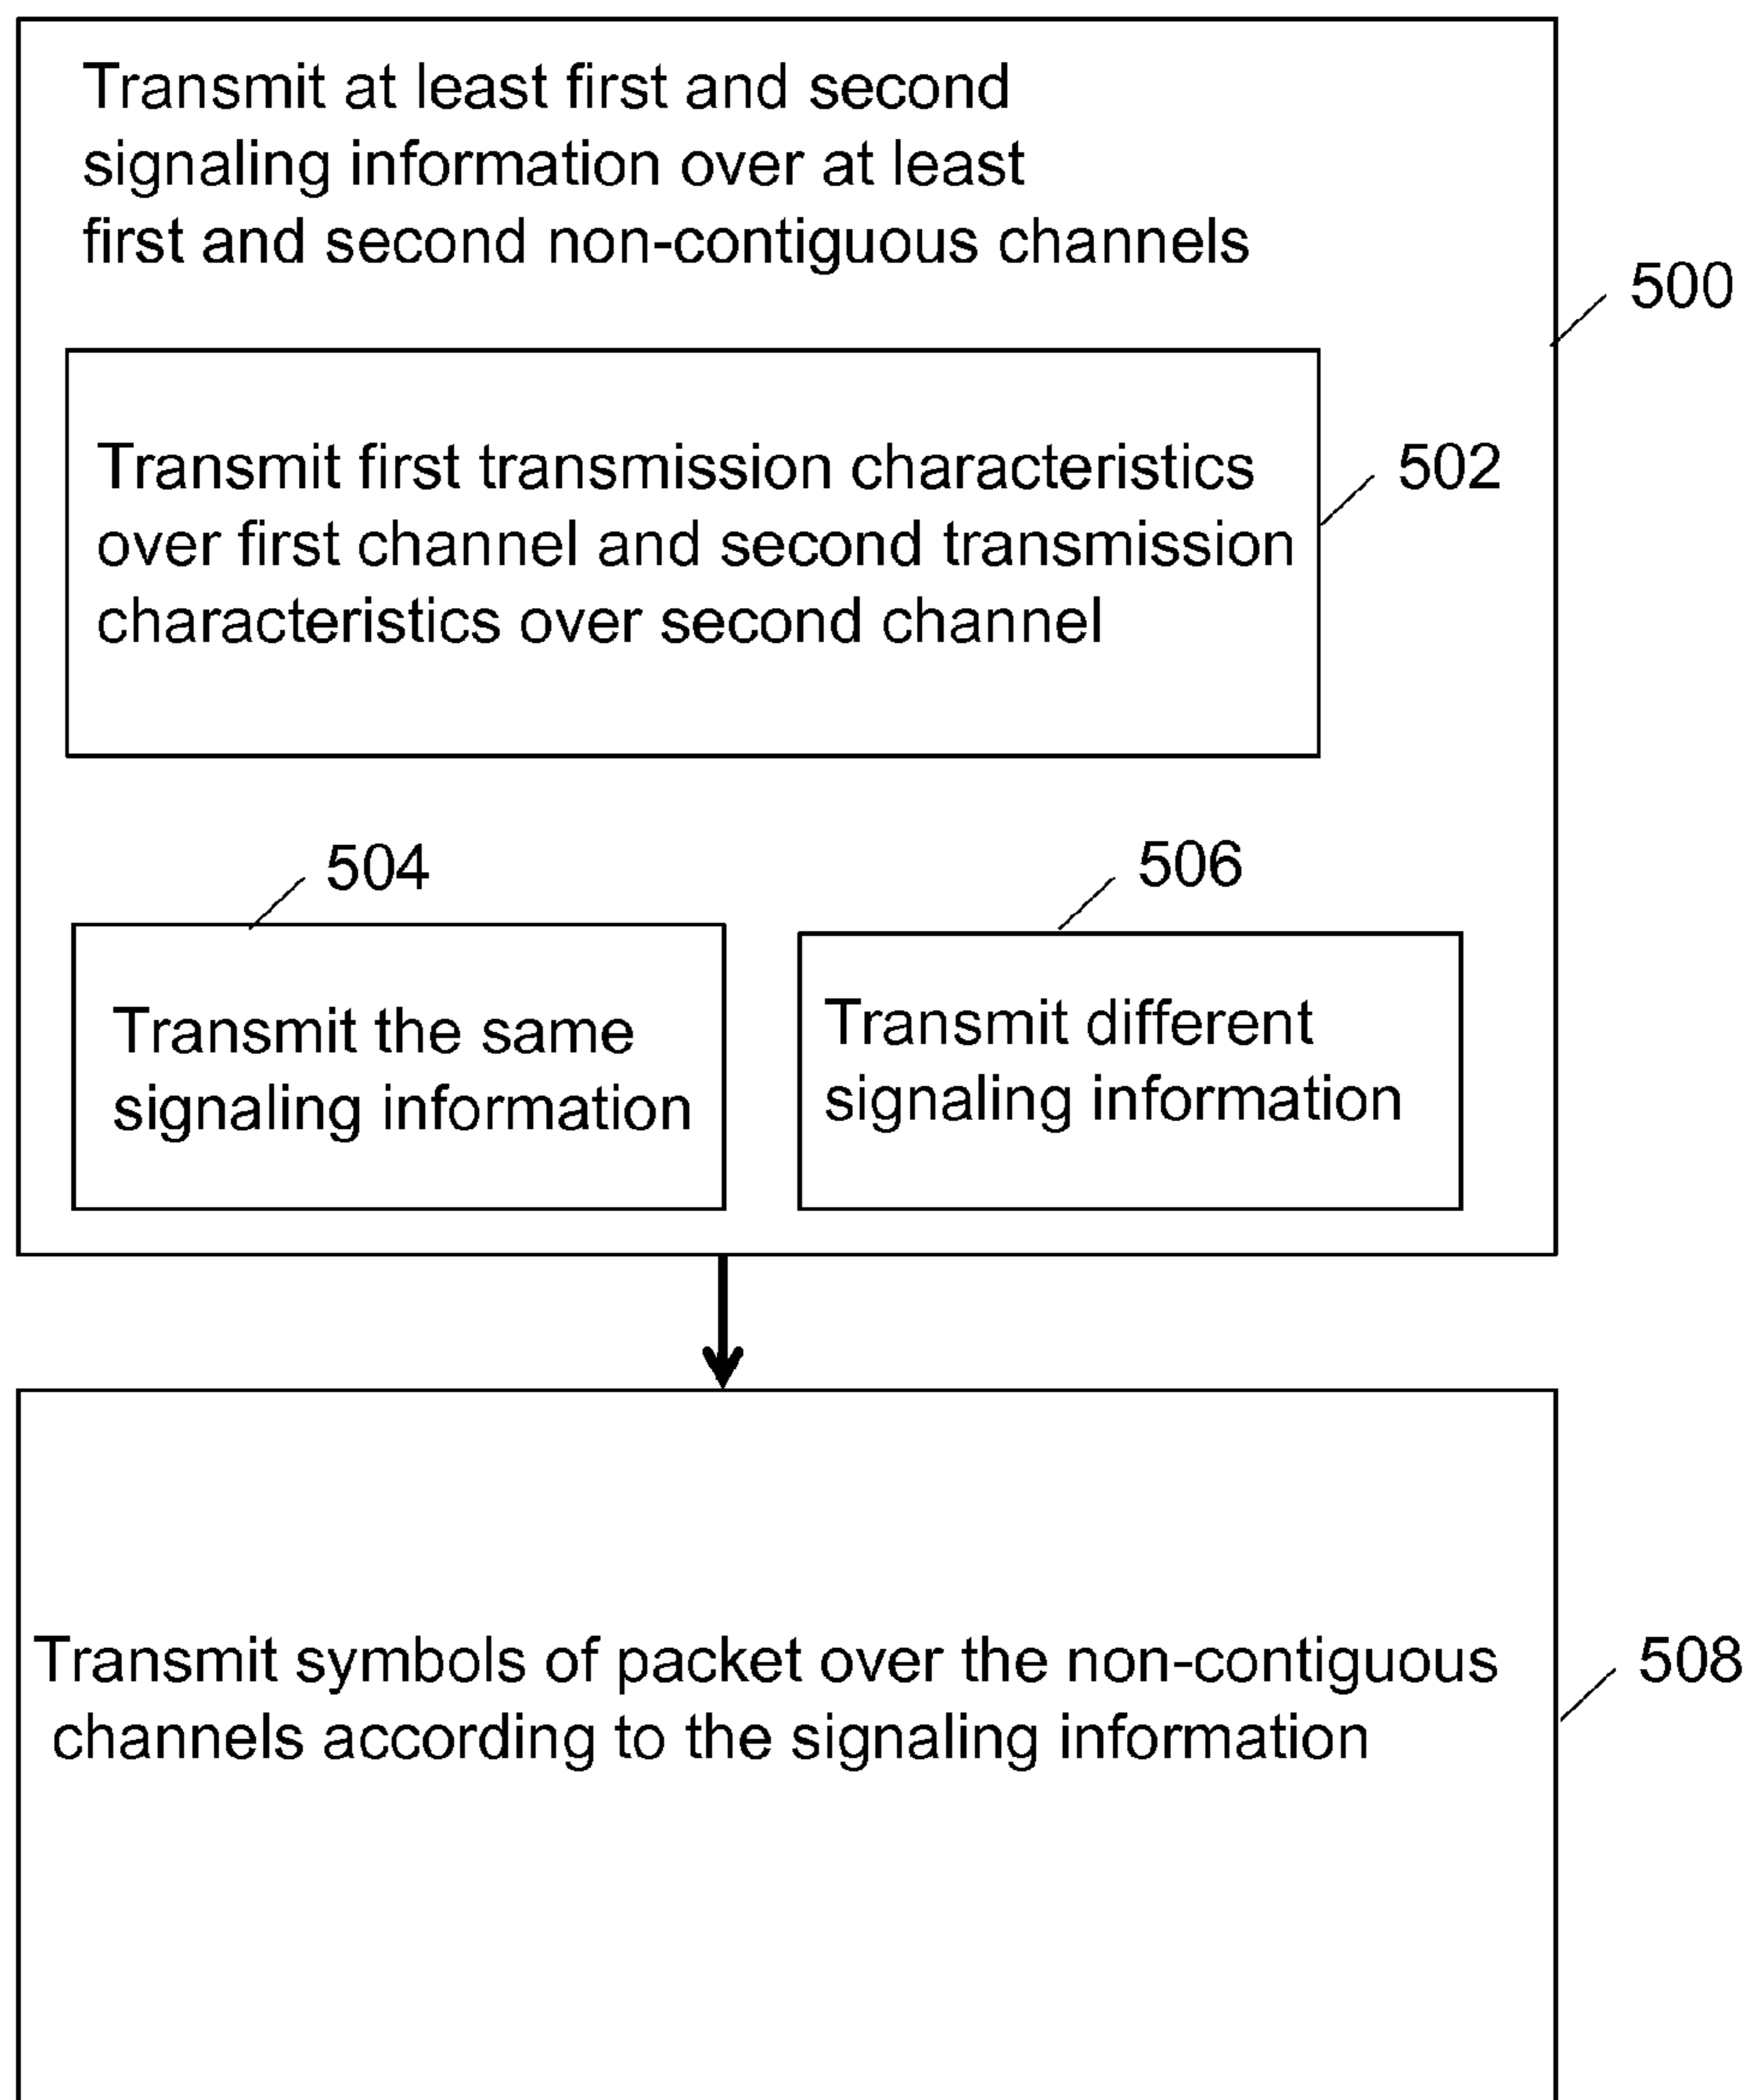 Transmit at least first and second
signaling information over at least
first and second non-contiguous channels
500
Transmit first transmission characteristics
over first channel and second transmission
characteristics over second channel
502
504
506
Transmit the same
signaling information
Transmit different
signaling information
Transmit symbols of packet over the non-contiguous
channels according to the signaling information
508